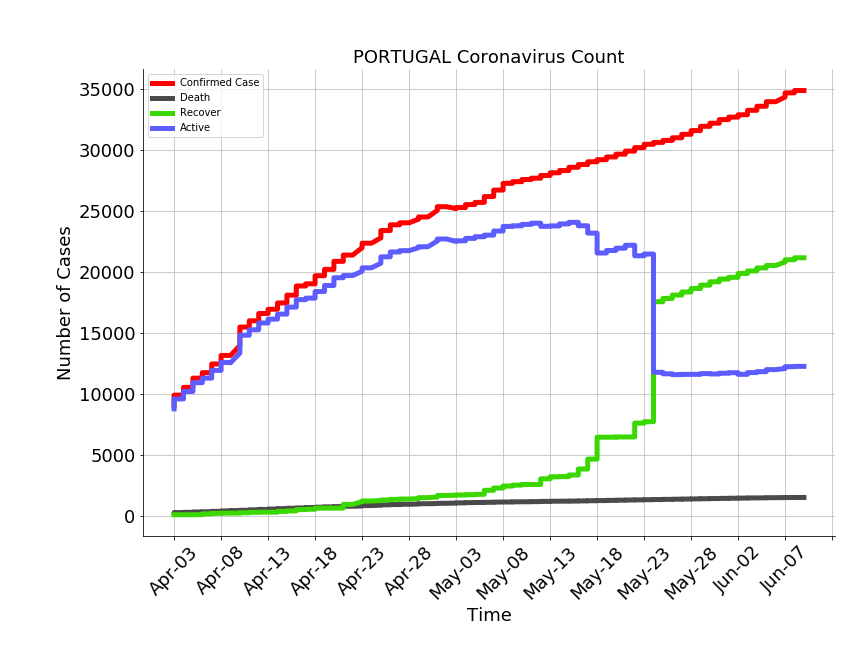 PORTUGAL Coronavirus Count
Confirmed Case
Death
Recover
Active
Number of Cases
35000
30000
25000
20000
15000
10000
5000
0
Apr-03
Apr-08
Apr-13
Apr-18
Apr-23
Apr-28
May-03
May-08
May-13
May-18
May-23
May-28
Jun-02
Jun-07
Time